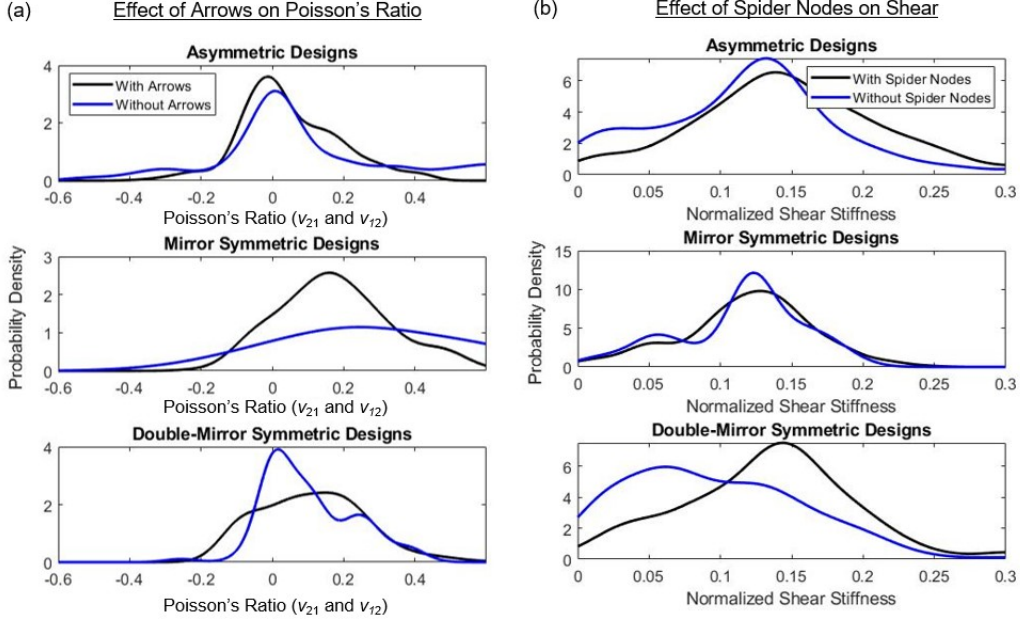 (a) Effect of Arrows on Poisson's Ratio
Asymmetric Designs
With Arrows
Without Arrows
4
2
0
-0.6 -0.4 -0.2 0 0.2 0.4
Poisson's Ratio (v21 and v12)
Mirror Symmetric Designs
3
2
1
0
-0.6 -0.4 -0.2 0 0.2 0.4
Poisson's Ratio (v21 and v12)
Double-Mirror Symmetric Designs
4
2
0
-0.6 -0.4 -0.2 0 0.2 0.4
Poisson's Ratio (v21 and v12)
Probability Density
(b) Effect of Spider Nodes on Shear
Asymmetric Designs
With Spider Nodes
Without Spider Nodes
6
4
2
0
0 0.05 0.1 0.15 0.2 0.25 0.3
Normalized Shear Stiffness
Mirror Symmetric Designs
15
10
5
0
0 0.05 0.1 0.15 0.2 0.25 0.3
Normalized Shear Stiffness
Double-Mirror Symmetric Designs
6
4
2
0
0 0.05 0.1 0.15 0.2 0.25 0.3
Normalized Shear Stiffness
Probability Density